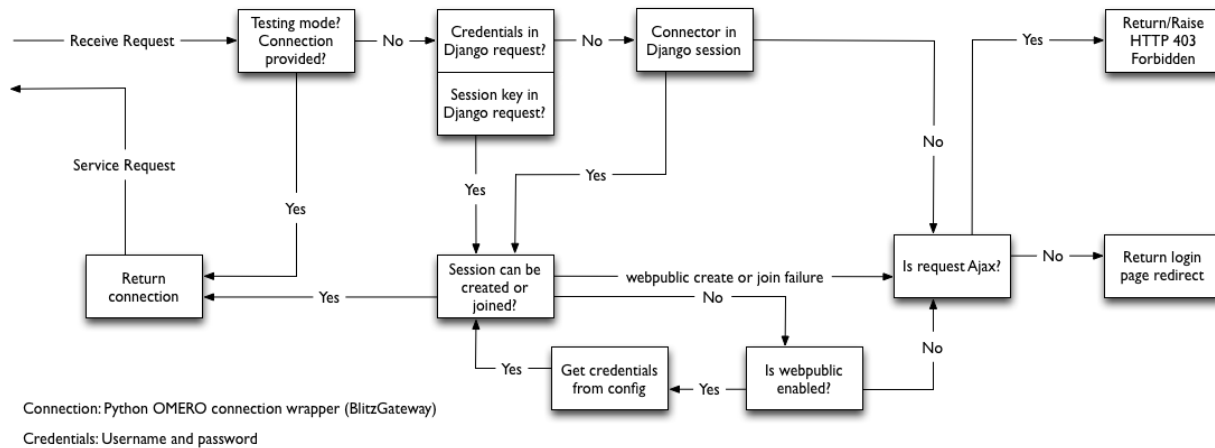 Receive Request
Testing mode?
Connection
provided?
No
Credentials in
Django request?
Session key in
Django request?
No
Connector in
Django session
Yes
Return/Raise
HTTP 403
Forbidden
No
Service Request
Yes
Yes
Yes
Return
connection
Yes
Session can be
created or
joined?
webpublic create or join failure
No
Is request Ajax?
No
Return login
page redirect
Yes
Get credentials
from config
Yes
Is webpublic
enabled?
No
Connection: Python OMERO connection wrapper (BlitzGateway)
Credentials: Username and password